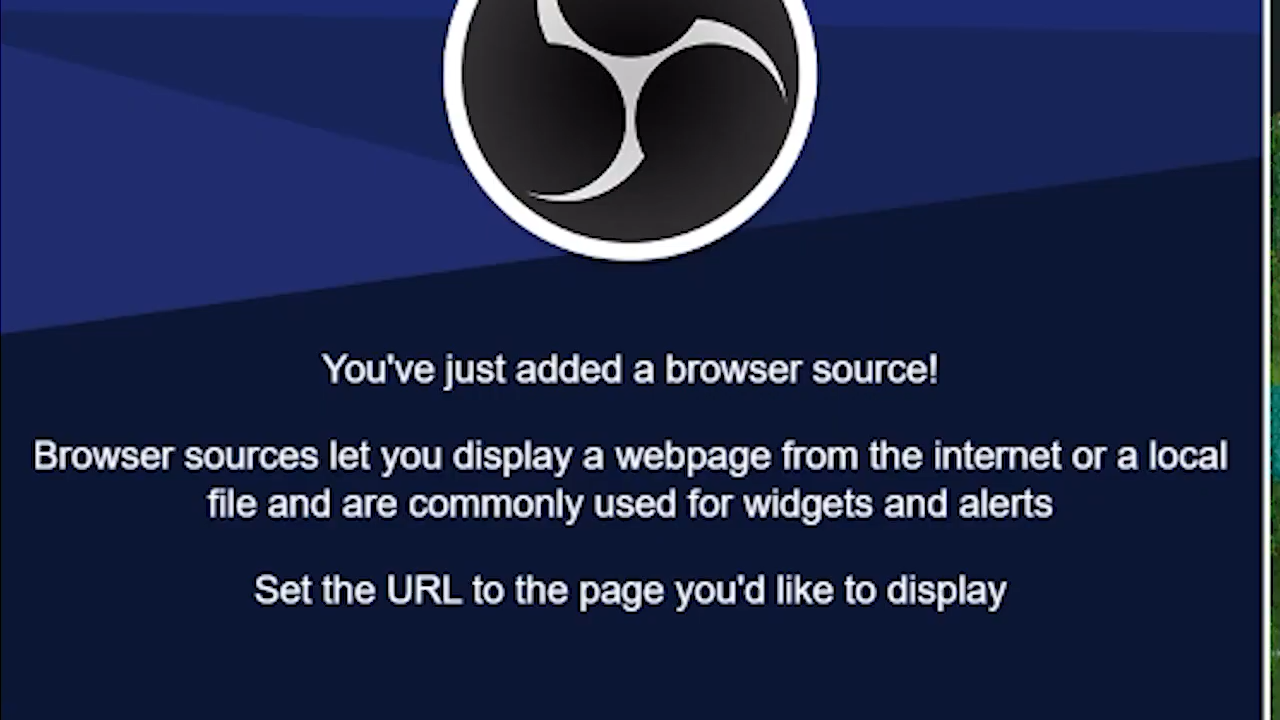 You've just added a browser source!
Browser sources let you display a webpage from the internet or a local
file and are commonly used for widgets and alerts
Set the URL to the page you'd like to display